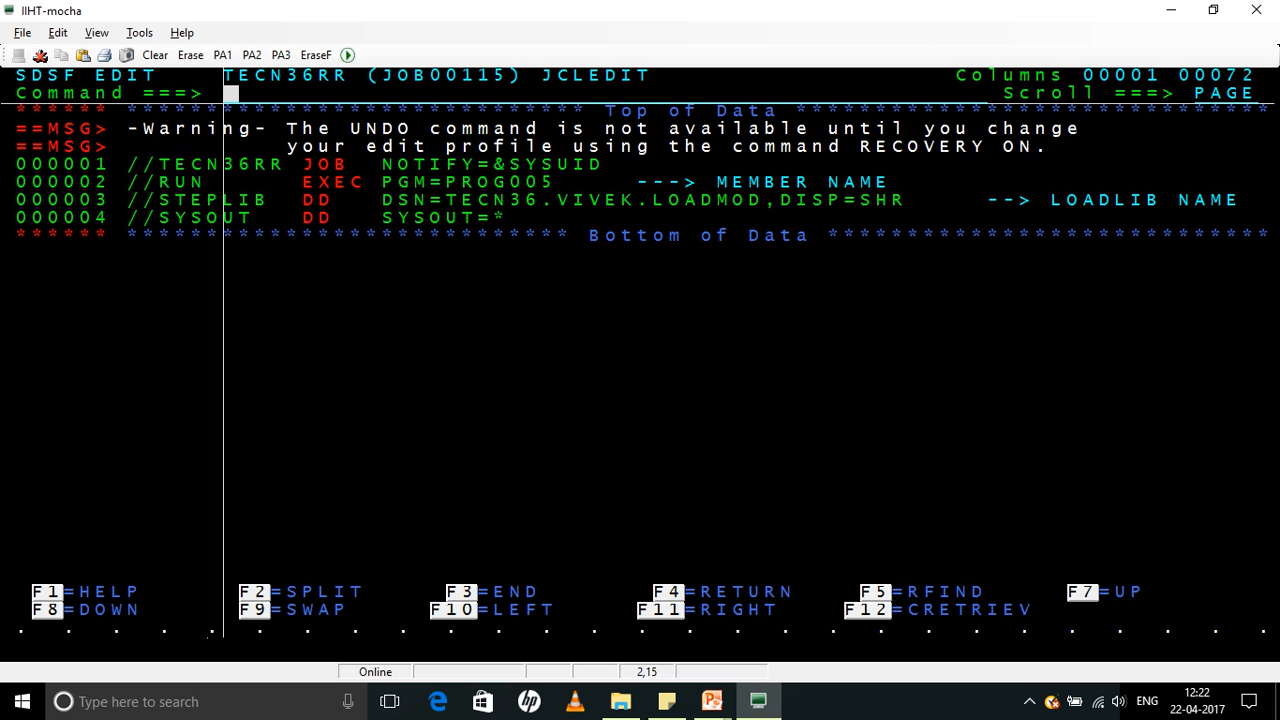 IIHT-mocha
File Edit View Tools Help
Clear Erase PA1 PA2 PA3 EraseF
SDSF EDIT TECN36RR (JOB00115) JCLEDIT Columns 00001 00072
Command ===> Scroll ===> PAGE
****** ***************************** Top of Data ******************************
==MSG> -Warning- The UNDO command is not available until you change
==MSG> your edit profile using the command RECOVERY ON.
000001 //TECN36RR JOB NOTIFY=&SYSUID
000002 //RUN EXEC PGM=PROG005 ---> MEMBER NAME
000003 //STEPLIB DD DSN=TECN36.VIVEK.LOADMOD,DISP=SHR --> LOADLIB NAME
000004 //SYSOUT DD SYSOUT=*
****** **************************** Bottom of Data ****************************
F1=HELP F2=SPLIT F3=END F4=RETURN F5=RFIND F7=UP
F8=DOWN F9=SWAP F10=LEFT F11=RIGHT F12=CRETRIEV
Online 2,15
Type here to search
ENG
12:22
22-04-2017